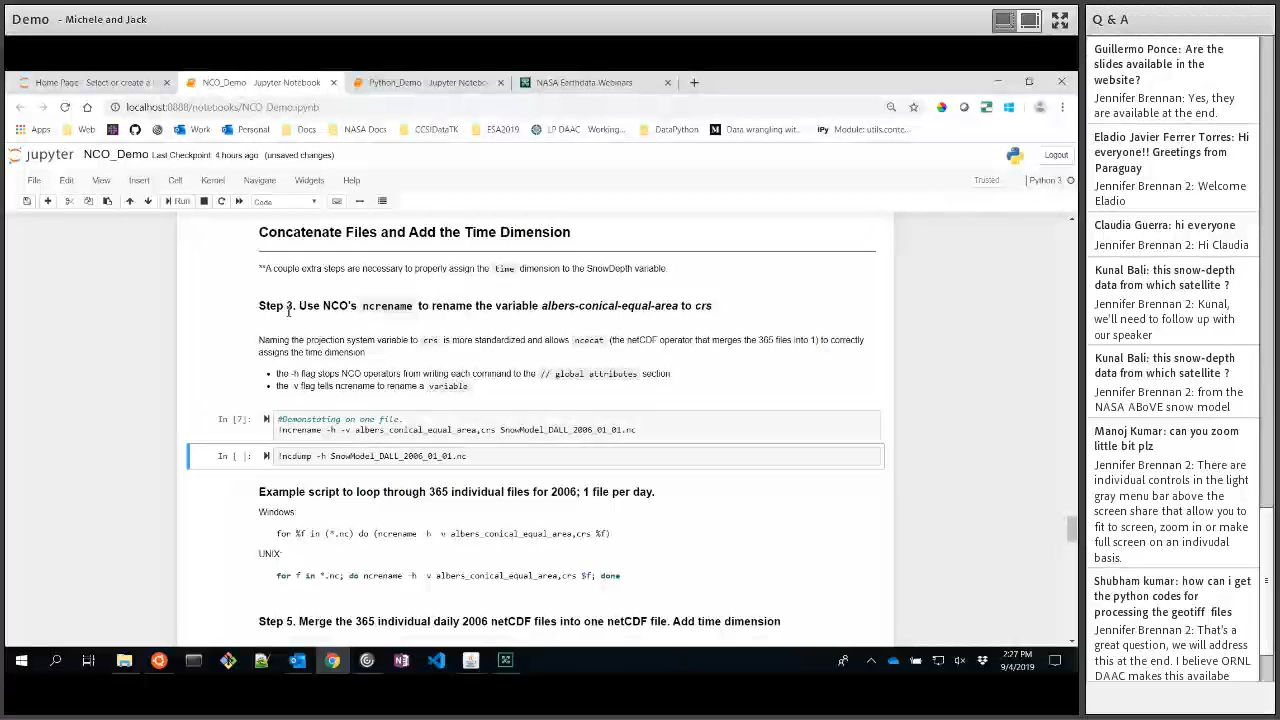 Demo - Michele and Jack
Home Page - Select or create a
NCO_Demo - Jupyter Notebook
Python_Demo - Jupyter Noteboo
NASA Earthdata Webinars
localhost:8888/notebooks/NCO_Demo.ipynb
Apps
Web
Work
Personal
Docs
NASA Docs
CCSIDataTK
ESA2019
LP DAAC
Working...
DataPython
Data wrangling wi...
IPy Module: utils.conte...
jupyter NCO_Demo Last Checkpoint: 4 hours ago (unsaved changes)
Logout
File Edit View Insert Cell Kernel Navigate Widgets Help
Trusted
Python 3
Run
Code
Concatenate Files and Add the Time Dimension
**A couple extra steps are necessary to properly assign the time dimension to the SnowDepth variable.
Step 3. Use NCO's ncrename to rename the variable albers-conical-equal-area to crs
Naming the projection system variable to crs is more standardized and allows ncecat (the netCDF operator that merges the 365 files into 1) to correctly
assigns the time dimension
• the -h flag stops NCO operators from writing each command to the // global attributes section
• the -v flag tells ncrename to rename a variable
In [7]:
#Demonstating on one file.
!ncrename -h -v albers_conical_equal_area,crs SnowModel_DALL_2006_01_01.nc
In [ ]:
!ncdump -h SnowModel_DALL_2006_01_01.nc
Example script to loop through 365 individual files for 2006; 1 file per day.
Windows:
for %f in (*.nc) do (ncrename -h -v albers_conical_equal_area,crs %f)
UNIX:
for f in *.nc; do ncrename -h -v albers_conical_equal_area,crs $f; done
Step 5. Merge the 365 individual daily 2006 netCDF files into one netCDF file. Add time dimension
2:27 PM
9/4/2019
Q & A
Guillermo Ponce: Are the
slides available in the
website?
Jennifer Brennan: Yes, they
are available at the end.
Eladio Javier Ferrer Torres: Hi
everyone!! Greetings from
Paraguay
Jennifer Brennan 2: Welcome
Eladio
Claudia Guerra: hi everyone
Jennifer Brennan 2: Hi Claudia
Kunal Bali: this snow-depth
data from which satellite ?
Jennifer Brennan 2: Kunal,
we'll need to follow up with
our speaker
Kunal Bali: this snow-depth
data from which satellite ?
Jennifer Brennan 2: from the
NASA ABoVE snow model
Manoj Kumar: can you zoom
little bit plz
Jennifer Brennan 2: There are
individual controls in the light
gray menu bar above the
screen share that allow you to
fit to screen, zoom in or make
full screen on an indivudal
basis.
Shubham kumar: how can i get
the python codes for
processing the geotiff files
Jennifer Brennan 2: That's a
great question, we will address
this at the end. I believe ORNL
DAAC makes this availabe